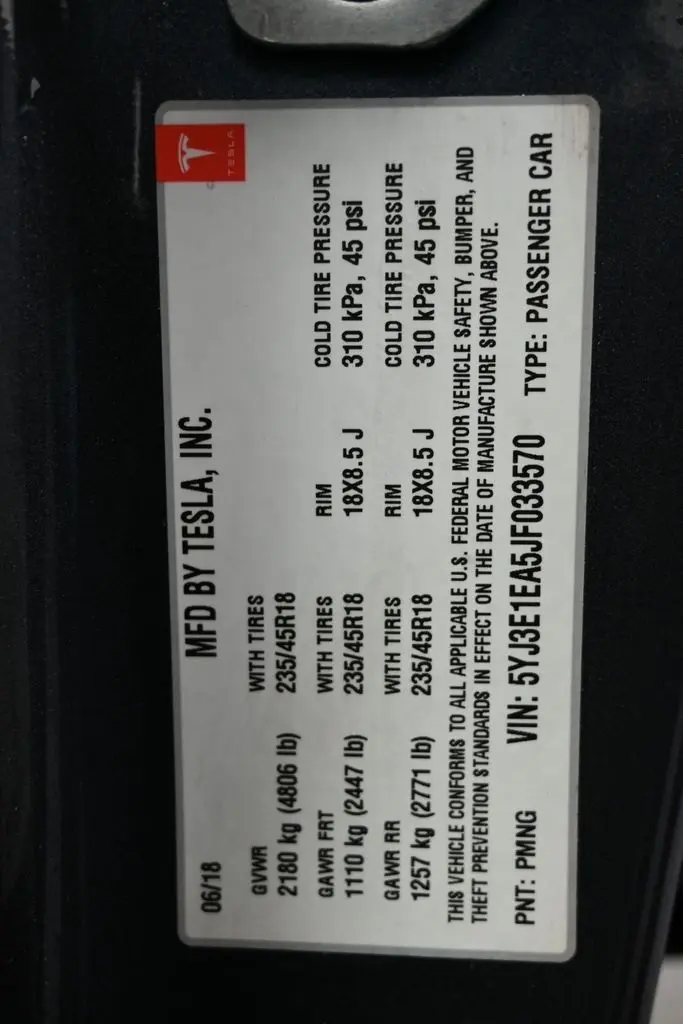 TESLA
MFD BY TESLA, INC.
06/18
GVWR WITH TIRES
2180 kg (4806 lb) 235/45R18
GAWR FRT WITH TIRES RIM COLD TIRE PRESSURE
1110 kg (2447 lb) 235/45R18 18X8.5 J 310 kPa, 45 psi
GAWR RR WITH TIRES RIM COLD TIRE PRESSURE
1257 kg (2771 lb) 235/45R18 18X8.5 J 310 kPa, 45 psi
THIS VEHICLE CONFORMS TO ALL APPLICABLE U.S. FEDERAL MOTOR VEHICLE SAFETY, BUMPER, AND
THEFT PREVENTION STANDARDS IN EFFECT ON THE DATE OF MANUFACTURE SHOWN ABOVE.
PNT: PMNG VIN: 5YJ3E1EA5JF033570 TYPE: PASSENGER CAR